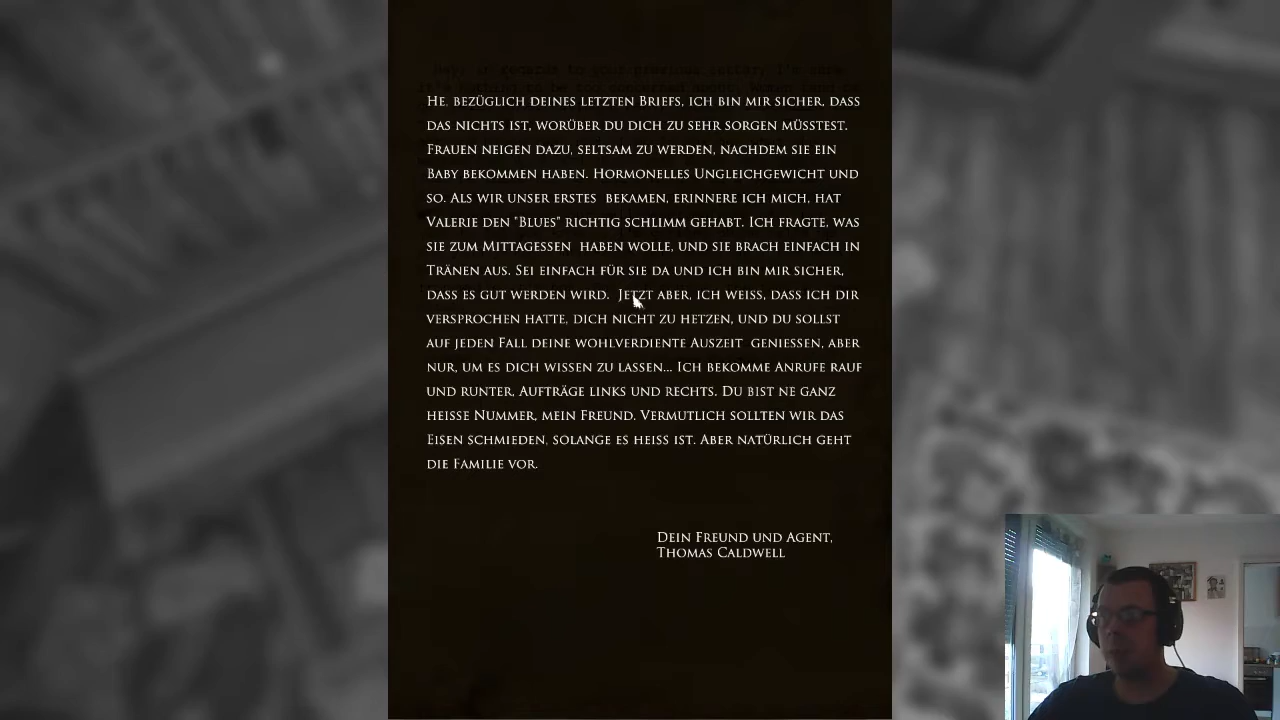 He. Bezüglich deines letzten Briefs, ich bin mir sicher, dass
das nichts ist, worüber du dich zu sehr sorgen müsstest.
Frauen neigen dazu, seltsam zu werden, nachdem sie ein
Baby bekommen haben. Hormonelles Ungleichgewicht und
so. Als wir unser erstes bekamen, erinnere ich mich, hat
Valerie den "Blues" richtig schlimm gehabt. Ich fragte, was
sie zum Mittagessen haben wolle, und sie brach einfach in
Tränen aus. Sei einfach für sie da und ich bin mir sicher,
dass es gut werden wird. Jetzt aber, ich weiss, dass ich dir
versprochen hatte, dich nicht zu hetzen, und du sollst
auf jeden Fall deine wohlverdiente Auszeit geniessen, aber
nur, um es dich wissen zu lassen... Ich bekomme Anrufe rauf
und runter, Aufträge links und rechts. Du bist ne ganz
heisse Nummer, mein Freund. Vermutlich sollten wir das
Eisen schmieden, solange es heiss ist. Aber natürlich geht
die Familie vor.
Dein Freund und Agent,
Thomas Caldwell